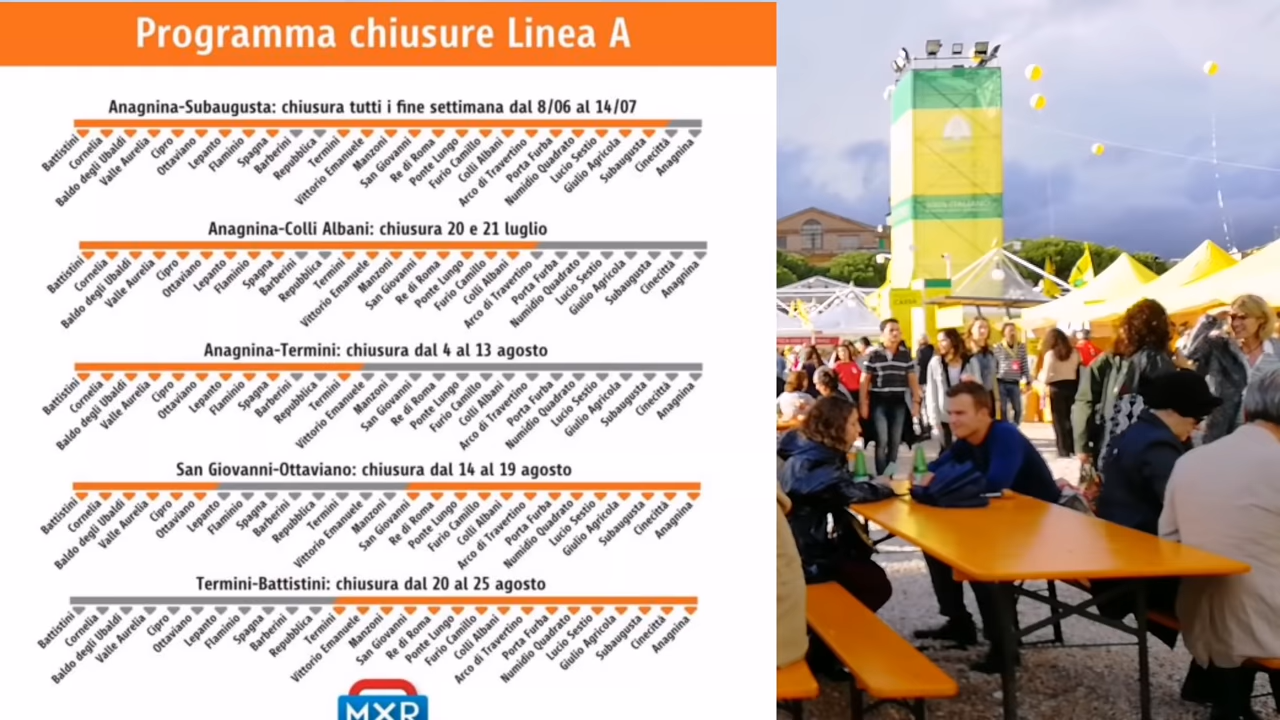 Programma chiusure Linea A
Anagnina-Subaugusta: chiusura tutti i fine settimana dal 8/06 al 14/07
Battistini
Cornelia
Baldo degli Ubaldi
Valle Aurelia
Cipro
Ottaviano
Lepanto
Flaminio
Spagna
Barberini
Repubblica
Termini
Vittorio Emanuele
Manzoni
San Giovanni
Re di Roma
Ponte Lungo
Furio Camillo
Colli Albani
Arco di Travertino
Porta Furba
Numidio Quadrato
Lucio Sestio
Giulio Agricola
Subaugusta
Cinecittà
Anagnina
Anagnina-Colli Albani: chiusura 20 e 21 luglio
Battistini
Cornelia
Baldo degli Ubaldi
Valle Aurelia
Cipro
Ottaviano
Lepanto
Flaminio
Spagna
Barberini
Repubblica
Termini
Vittorio Emanuele
Manzoni
San Giovanni
Re di Roma
Ponte Lungo
Furio Camillo
Colli Albani
Arco di Travertino
Porta Furba
Numidio Quadrato
Lucio Sestio
Giulio Agricola
Subaugusta
Cinecittà
Anagnina
Anagnina-Termini: chiusura dal 4 al 13 agosto
Battistini
Cornelia
Baldo degli Ubaldi
Valle Aurelia
Cipro
Ottaviano
Lepanto
Flaminio
Spagna
Barberini
Repubblica
Termini
Vittorio Emanuele
Manzoni
San Giovanni
Re di Roma
Ponte Lungo
Furio Camillo
Colli Albani
Arco di Travertino
Porta Furba
Numidio Quadrato
Lucio Sestio
Giulio Agricola
Subaugusta
Cinecittà
Anagnina
San Giovanni-Ottaviano: chiusura dal 14 al 19 agosto
Battistini
Cornelia
Baldo degli Ubaldi
Valle Aurelia
Cipro
Ottaviano
Lepanto
Flaminio
Spagna
Barberini
Repubblica
Termini
Vittorio Emanuele
Manzoni
San Giovanni
Re di Roma
Ponte Lungo
Furio Camillo
Colli Albani
Arco di Travertino
Porta Furba
Numidio Quadrato
Lucio Sestio
Giulio Agricola
Subaugusta
Cinecittà
Anagnina
Termini-Battistini: chiusura dal 20 al 25 agosto
Battistini
Cornelia
Baldo degli Ubaldi
Valle Aurelia
Cipro
Ottaviano
Lepanto
Flaminio
Spagna
Barberini
Repubblica
Termini
Vittorio Emanuele
Manzoni
San Giovanni
Re di Roma
Ponte Lungo
Furio Camillo
Colli Albani
Arco di Travertino
Porta Furba
Numidio Quadrato
Lucio Sestio
Giulio Agricola
Subaugusta
Cinecittà
Anagnina
MXR